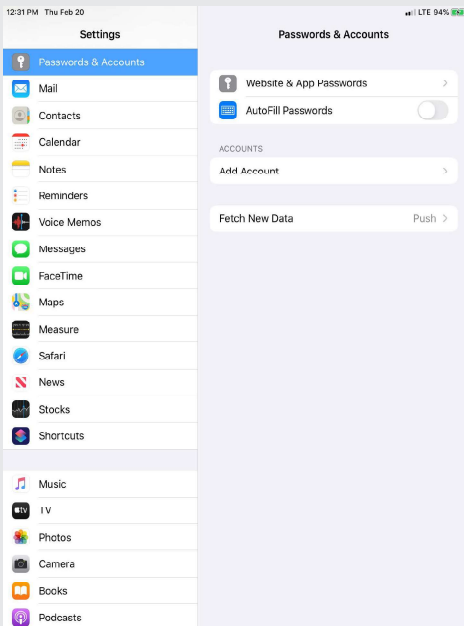 12:31 PM Thu Feb 20
LTE 94%
Settings
Passwords & Accounts
Mail
Contacts
Calendar
Notes
Reminders
Voice Memos
Messages
FaceTime
Maps
Measure
Safari
News
Stocks
Shortcuts
Music
tv
TV
Photos
Camera
Books
Podcasts
Passwords & Accounts
Website & App Passwords
AutoFill Passwords
ACCOUNTS
Add Account
Fetch New Data Push